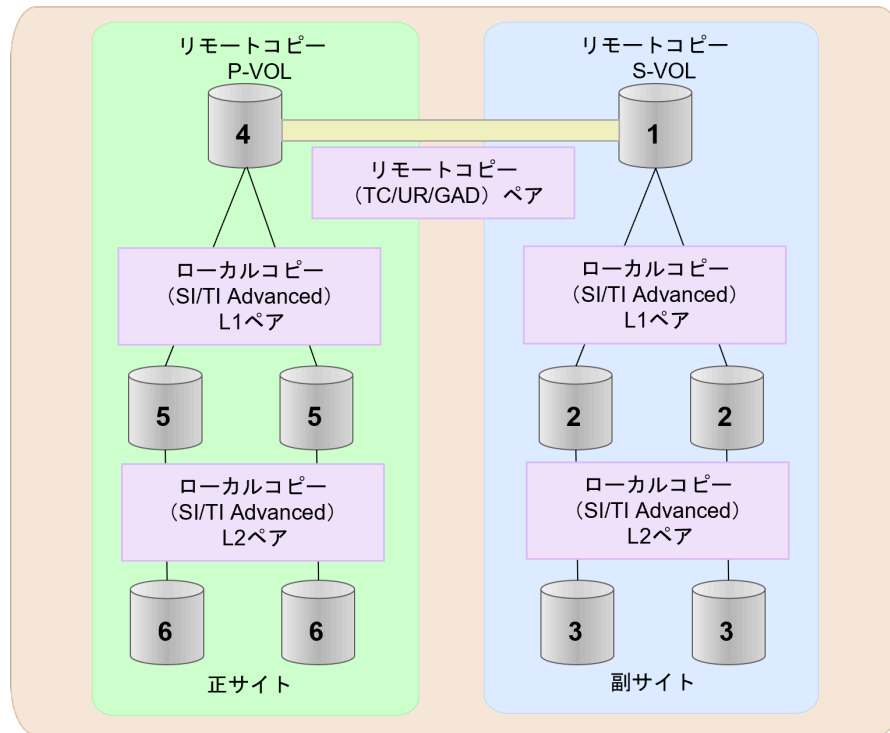 リモートコピー
P-VOL
4
リモートコピー
S-VOL
1
リモートコピー
（TC/UR/GAD）ペア
ローカルコピー
（SI/TI Advanced）
L1ペア
5
5
ローカルコピー
（SI/TI Advanced）
L2ペア
6
6
正サイト
ローカルコピー
（SI/TI Advanced）
L1ペア
2
2
ローカルコピー
（SI/TI Advanced）
L2ペア
3
3
副サイト